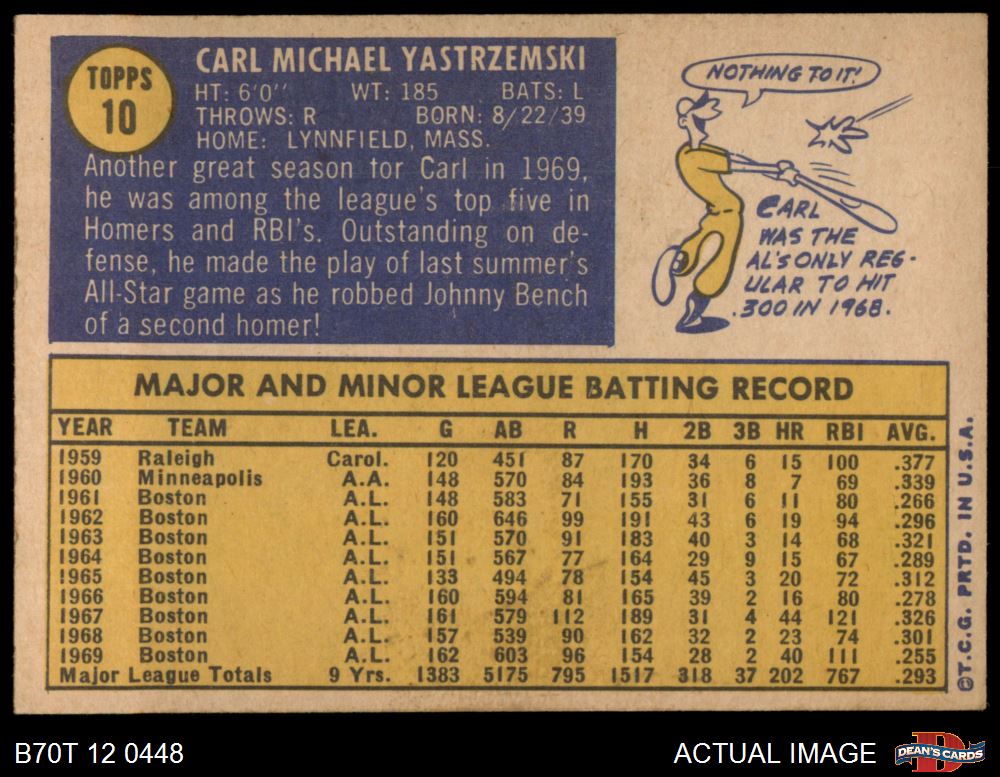 TOPPS
10
CARL MICHAEL YASTRZEMSKI
HT: 6'0" WT: 185 BATS: L
THROWS: R BORN: 8/22/39
HOME: LYNNFIELD, MASS.
Another great season for Carl in 1969,
he was among the league's top five in
Homers and RBI's. Outstanding on de-
fense, he made the play of last summer's
All-Star game as he robbed Johnny Bench
of a second homer!
NOTHING TO IT!
CARL
WAS THE
AL'S ONLY REG-
ULAR TO HIT
.300 IN 1968.
MAJOR AND MINOR LEAGUE BATTING RECORD
YEAR TEAM LEA. G AB R H 2B 3B HR RBI AVG.
1959 Raleigh Carol. 120 451 87 170 34 6 15 100 .377
1960 Minneapolis A.A. 148 570 84 193 36 8 7 69 .339
1961 Boston A.L. 148 583 71 155 31 6 11 80 .266
1962 Boston A.L. 160 646 99 191 43 6 19 94 .296
1963 Boston A.L. 151 570 91 183 40 3 14 68 .321
1964 Boston A.L. 151 567 77 164 29 9 15 67 .289
1965 Boston A.L. 133 494 78 154 45 3 20 72 .312
1966 Boston A.L. 160 594 81 165 39 2 16 80 .278
1967 Boston A.L. 161 579 112 189 31 4 44 121 .326
1968 Boston A.L. 157 539 90 162 32 2 23 74 .301
1969 Boston A.L. 162 603 96 154 28 2 40 111 .255
Major League Totals 9 Yrs. 1383 5175 795 1517 318 37 202 767 .293
©T.C.G. PRTD. IN U.S.A.
B70T 12 0448
ACTUAL IMAGE
D
DEAN'S CARDS